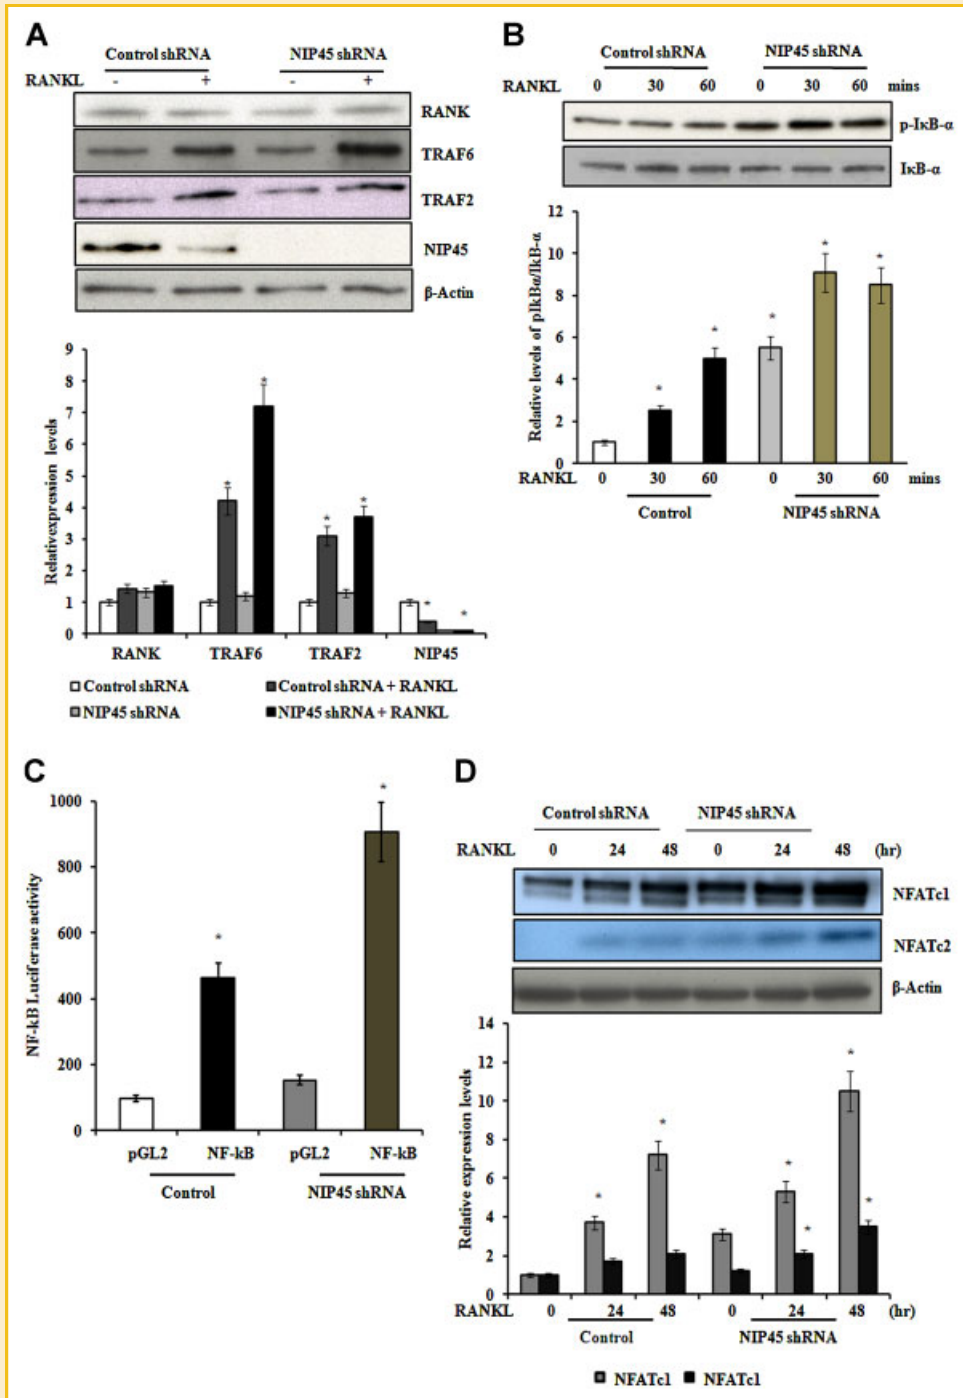 A
Control shRNA NIP45 shRNA
RANKL - + - +
RANK
TRAF6
TRAF2
NIP45
β-Actin
9
8
7
6
5
4
3
2
1
0
Relative expression levels
* * * * * *
RANK TRAF6 TRAF2 NIP45
Control shRNA Control shRNA + RANKL
NIP45 shRNA NIP45 shRNA + RANKL
B
Control shRNA NIP45 shRNA
RANKL 0 30 60 0 30 60 mins
p-IκB-α
IκB-α
12
10
8
6
4
2
0
Relative levels of pIkBα/IkB-α
* * * * *
RANKL 0 30 60 0 30 60 mins
Control NIP45 shRNA
C
1000
800
600
400
200
0
NF-kB Luciferase activity
* *
pGL2 NF-kB pGL2 NF-kB
Control NIP45 shRNA
D
Control shRNA NIP45 shRNA
RANKL 0 24 48 0 24 48 (hr)
NFATc1
NFATc2
β-Actin
14
12
10
8
6
4
2
0
Relative expression levels
* * * * * *
RANKL 0 24 48 0 24 48 (hr)
Control NIP45 shRNA
NFATc1 NFATc1